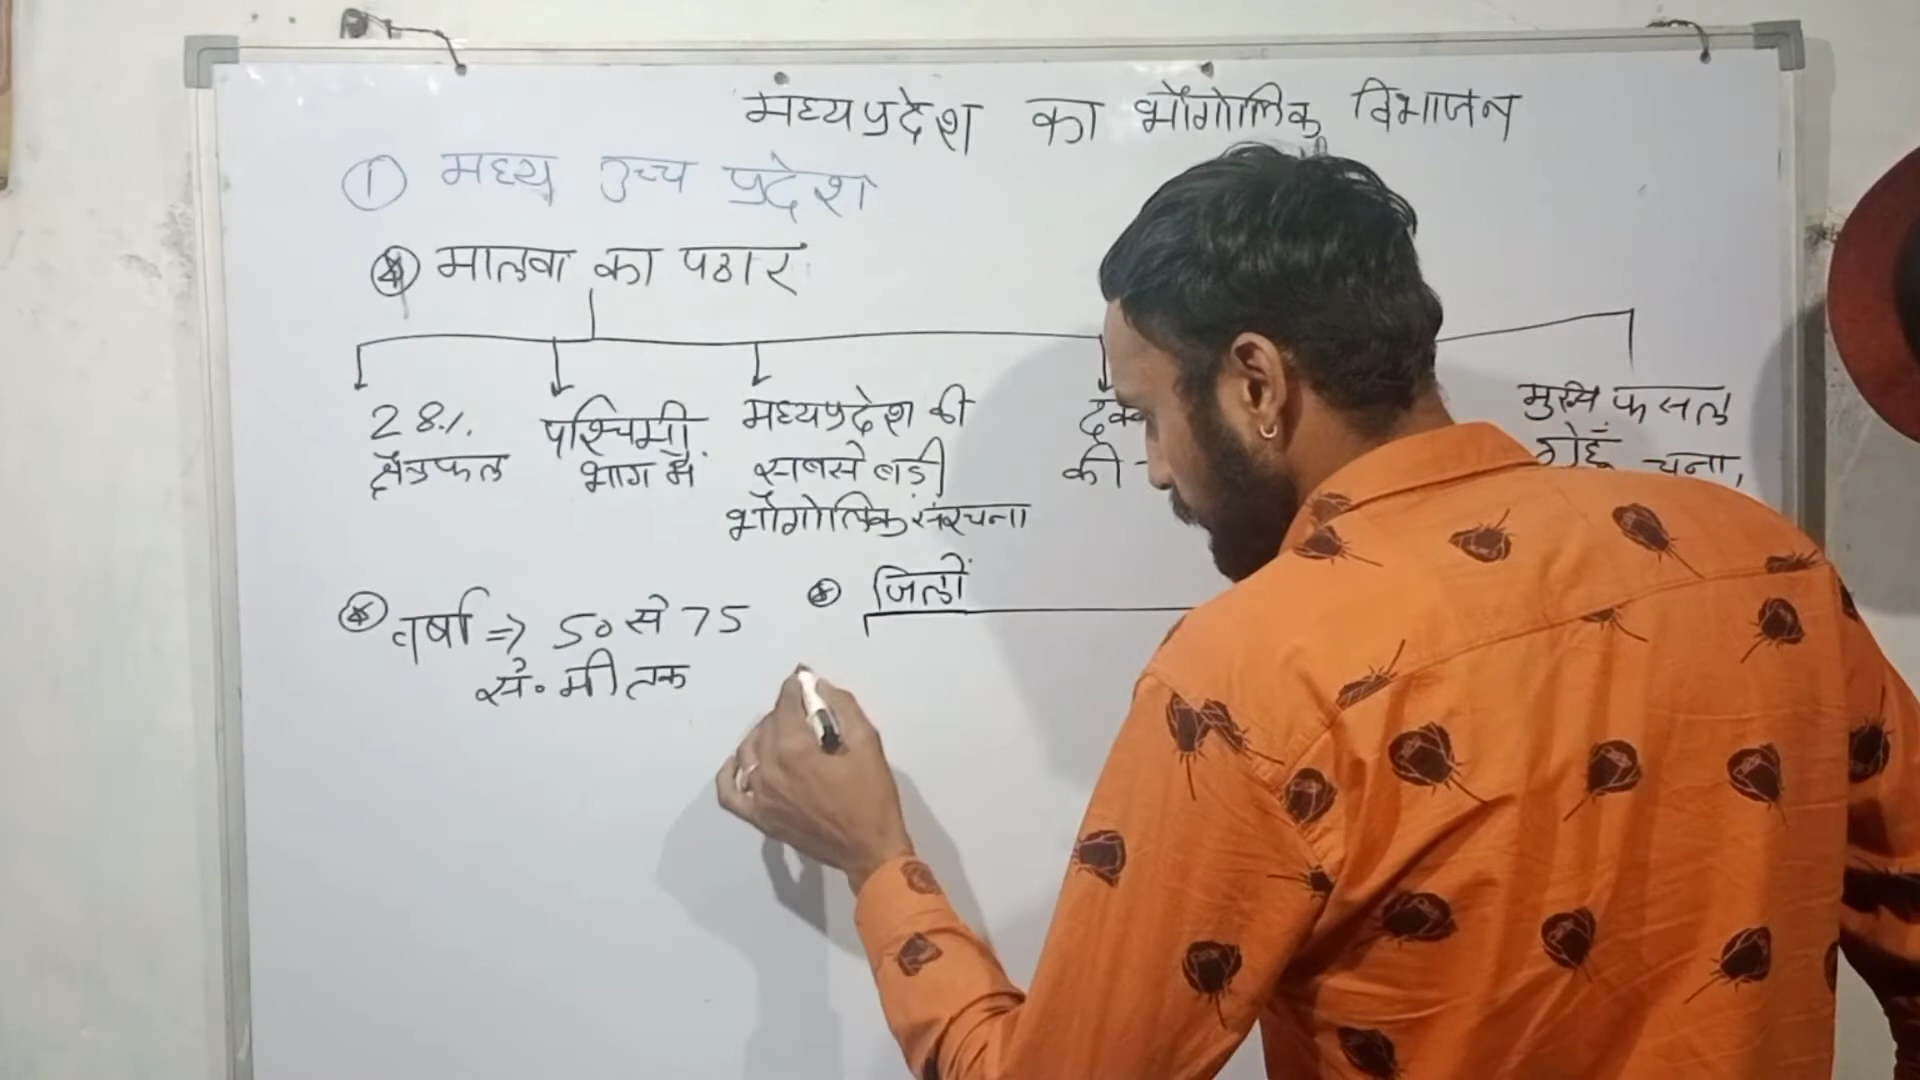 मध्यप्रदेश का भौगोलिक विभाजन
① मध्य उच्च प्रदेश
मालवा का पठार
28%
क्षेत्रफल
पश्चिमी
भाग में
मध्यप्रदेश की
सबसे बड़ी
भौगोलिक संरचना
की
मुख्य फसल
गेहूँ चना,
वर्षा ⇒ 50 से 75
से. मी तक
जिलों